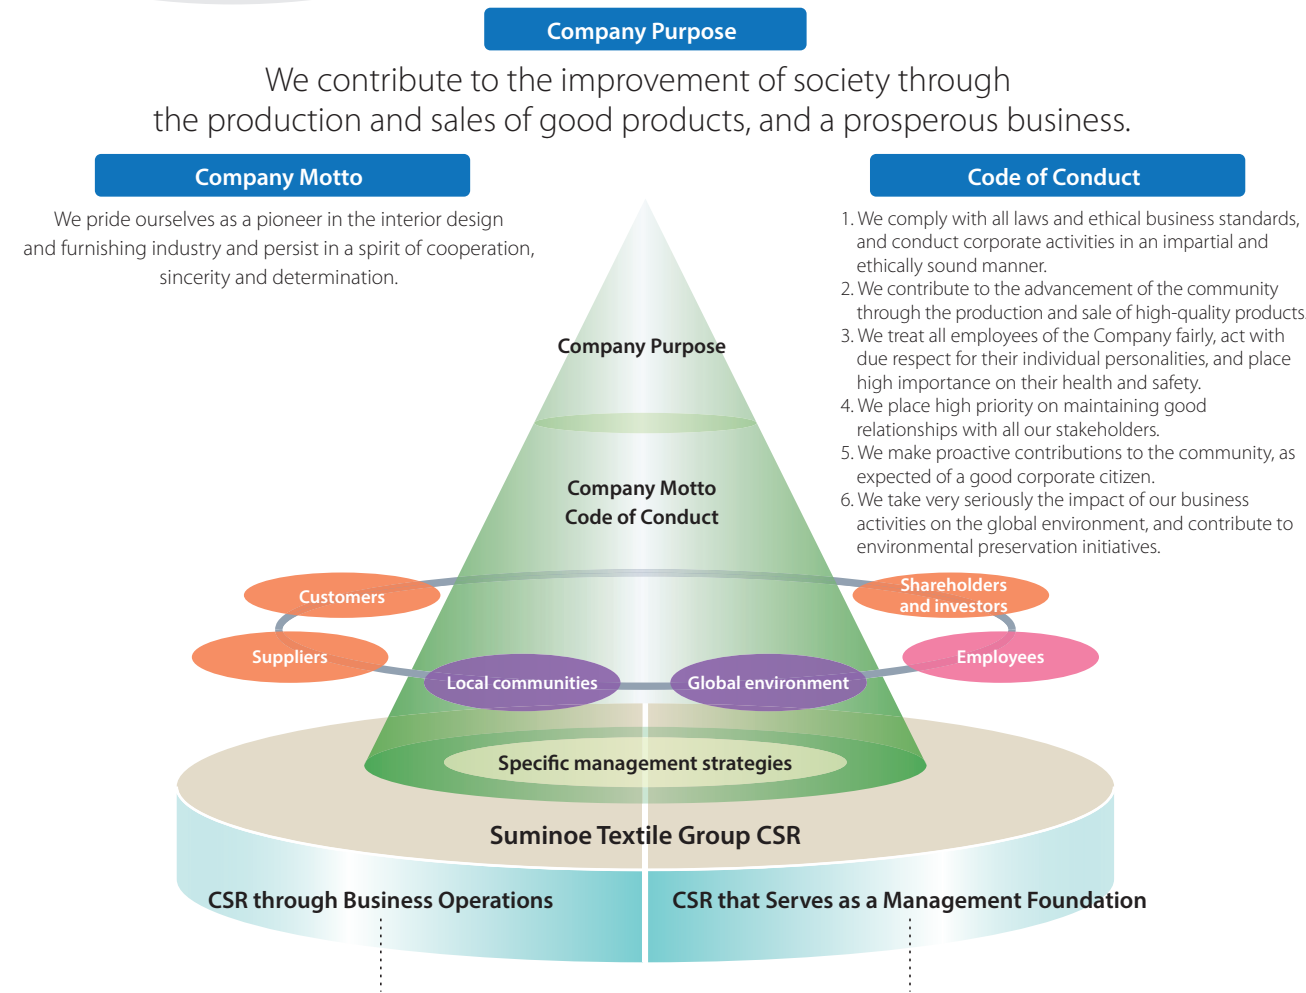 Company Purpose
We contribute to the improvement of society through
the production and sales of good products, and a prosperous business.
Company Motto
We pride ourselves as a pioneer in the interior design
and furnishing industry and persist in a spirit of cooperation,
sincerity and determination.
Code of Conduct
1. We comply with all laws and ethical business standards,
and conduct corporate activities in an impartial and
ethically sound manner.
2. We contribute to the advancement of the community
through the production and sale of high-quality products.
3. We treat all employees of the Company fairly, act with
due respect for their individual personalities, and place
high importance on their health and safety.
4. We place high priority on maintaining good
relationships with all our stakeholders.
5. We make proactive contributions to the community, as
expected of a good corporate citizen.
6. We take very seriously the impact of our business
activities on the global environment, and contribute to
environmental preservation initiatives.
Company Purpose
Company Motto
Code of Conduct
Customers
Shareholders
and investors
Suppliers
Employees
Local communities
Global environment
Specific management strategies
Suminoe Textile Group CSR
CSR through Business Operations
CSR that Serves as a Management Foundation